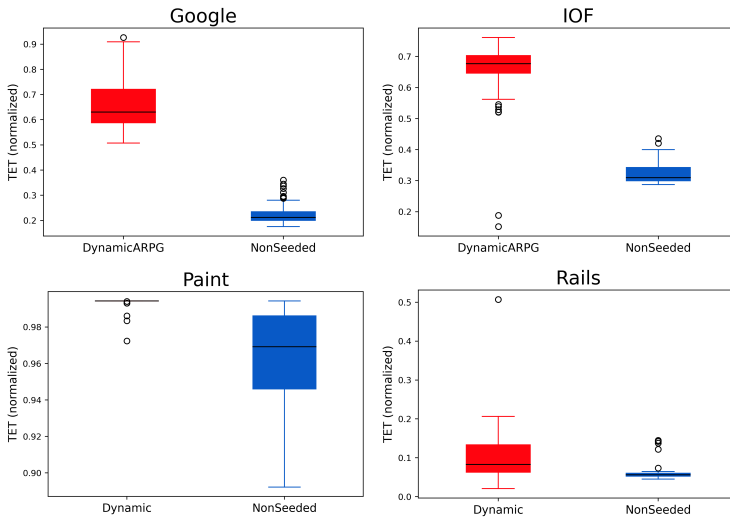 Google
TET (normalized)
0.9
0.8
0.7
0.6
0.5
0.4
0.3
0.2
DynamicARPG NonSeeded
IOF
TET (normalized)
0.7
0.6
0.5
0.4
0.3
0.2
DynamicARPG NonSeeded
Paint
TET (normalized)
0.98
0.96
0.94
0.92
0.90
Dynamic NonSeeded
Rails
TET (normalized)
0.5
0.4
0.3
0.2
0.1
0.0
Dynamic NonSeeded